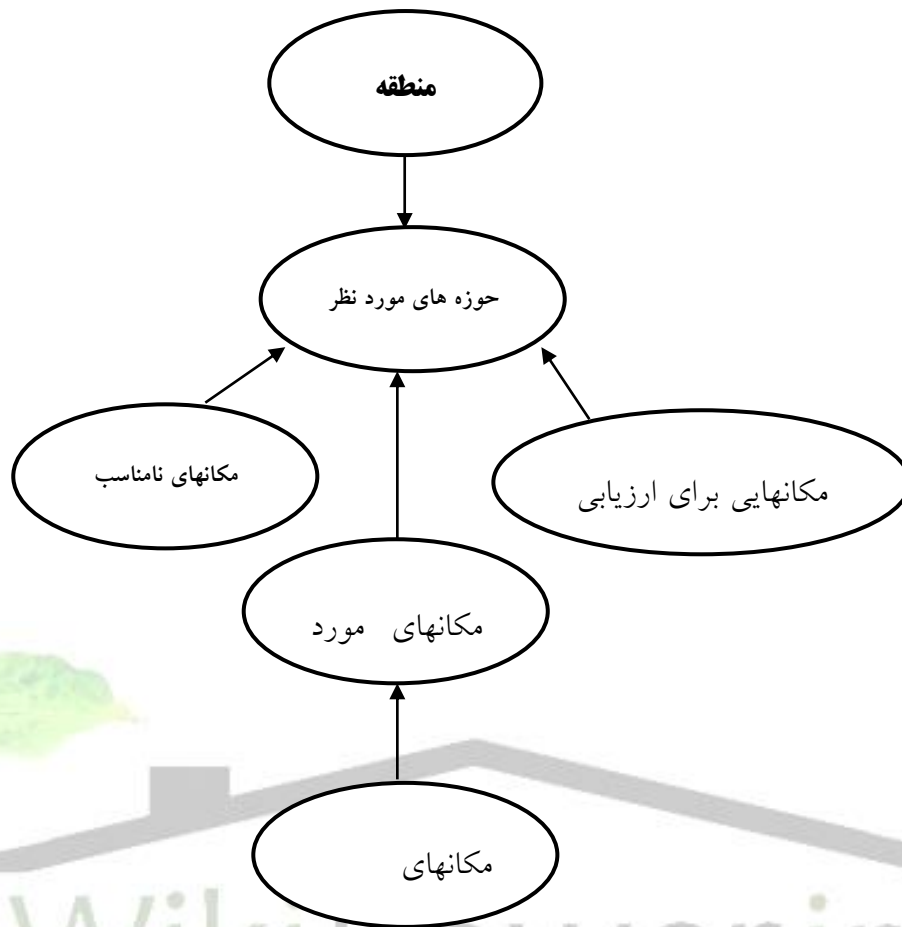 منطقه
حوزه های مورد نظر
مکانهای نامناسب
مکانهایی برای ارزیابی
مکانهای مورد
مکانهای